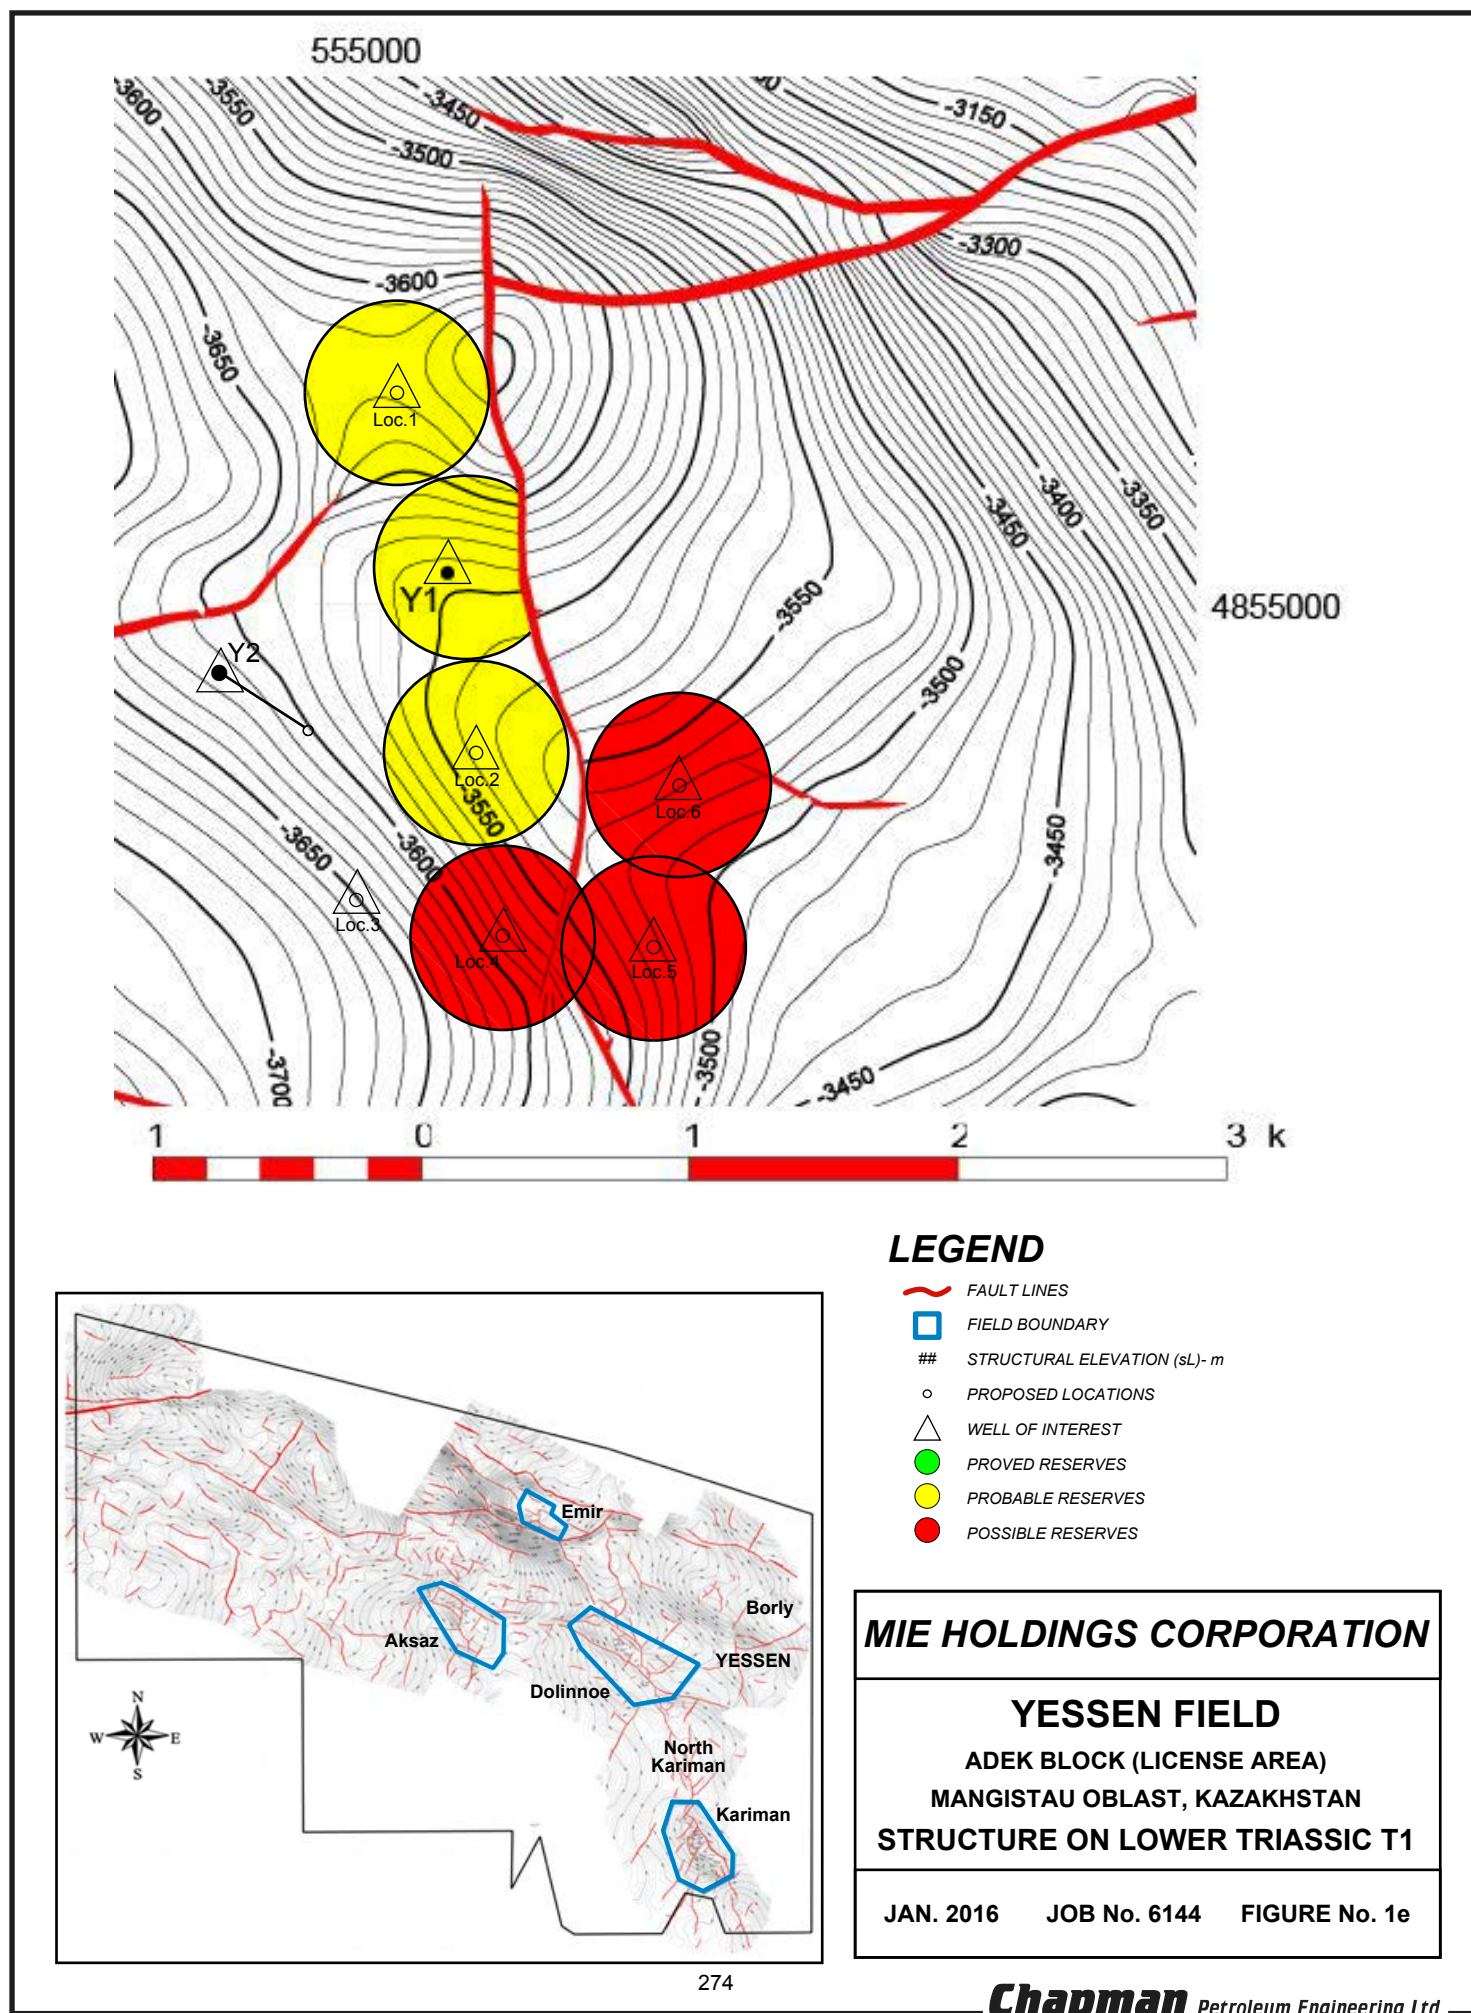 555000
-3600
-3550
-3450
-3500
-3150
-3300
-3600
-3650
Loc.1
-3450
-3400
-3350
Y1
4855000
-3550
Y2
-3500
Loc.2
-3550
Loc.6
-3650
-3600
-3450
Loc.3
Loc.4
Loc.5
-3700
-3500
-3450
1 0 1 2 3 k
LEGEND
FAULT LINES
FIELD BOUNDARY
## STRUCTURAL ELEVATION (sL)- m
PROPOSED LOCATIONS
WELL OF INTEREST
PROVED RESERVES
PROBABLE RESERVES
POSSIBLE RESERVES
Emir
Borly
Aksaz
YESSEN
Dolinnoe
N
W E
S
North
Kariman
Kariman
MIE HOLDINGS CORPORATION
YESSEN FIELD
ADEK BLOCK (LICENSE AREA)
MANGISTAU OBLAST, KAZAKHSTAN
STRUCTURE ON LOWER TRIASSIC T1
JAN. 2016 JOB No. 6144 FIGURE No. 1e
274
Chapman Petroleum Engineering Ltd